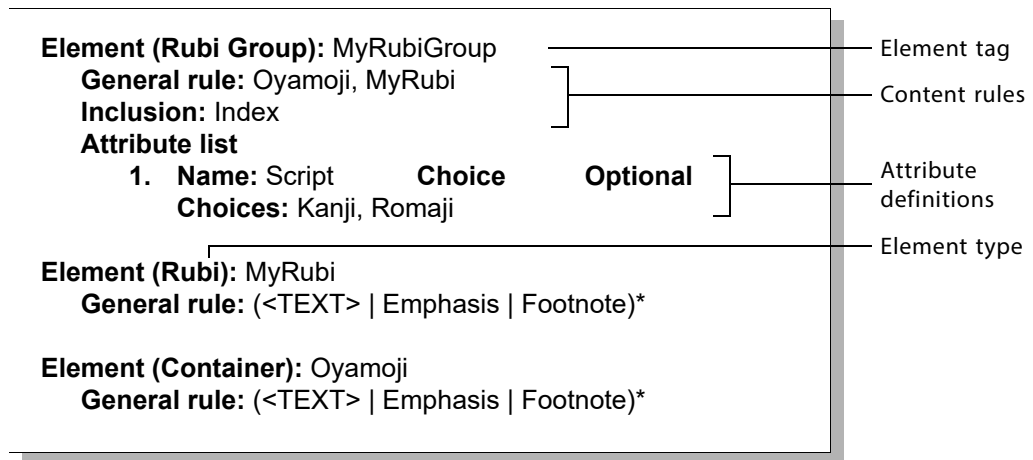 Element (Rubi Group): MyRubiGroup
Element tag
General rule: Oyamoji, MyRubi
Inclusion: Index
Content rules
Attribute list
1. Name: Script Choice Optional
Choices: Kanji, Romaji
Attribute
definitions
Element (Rubi): MyRubi
Element type
General rule: (<TEXT> | Emphasis | Footnote)*
Element (Container): Oyamoji
General rule: (<TEXT> | Emphasis | Footnote)*